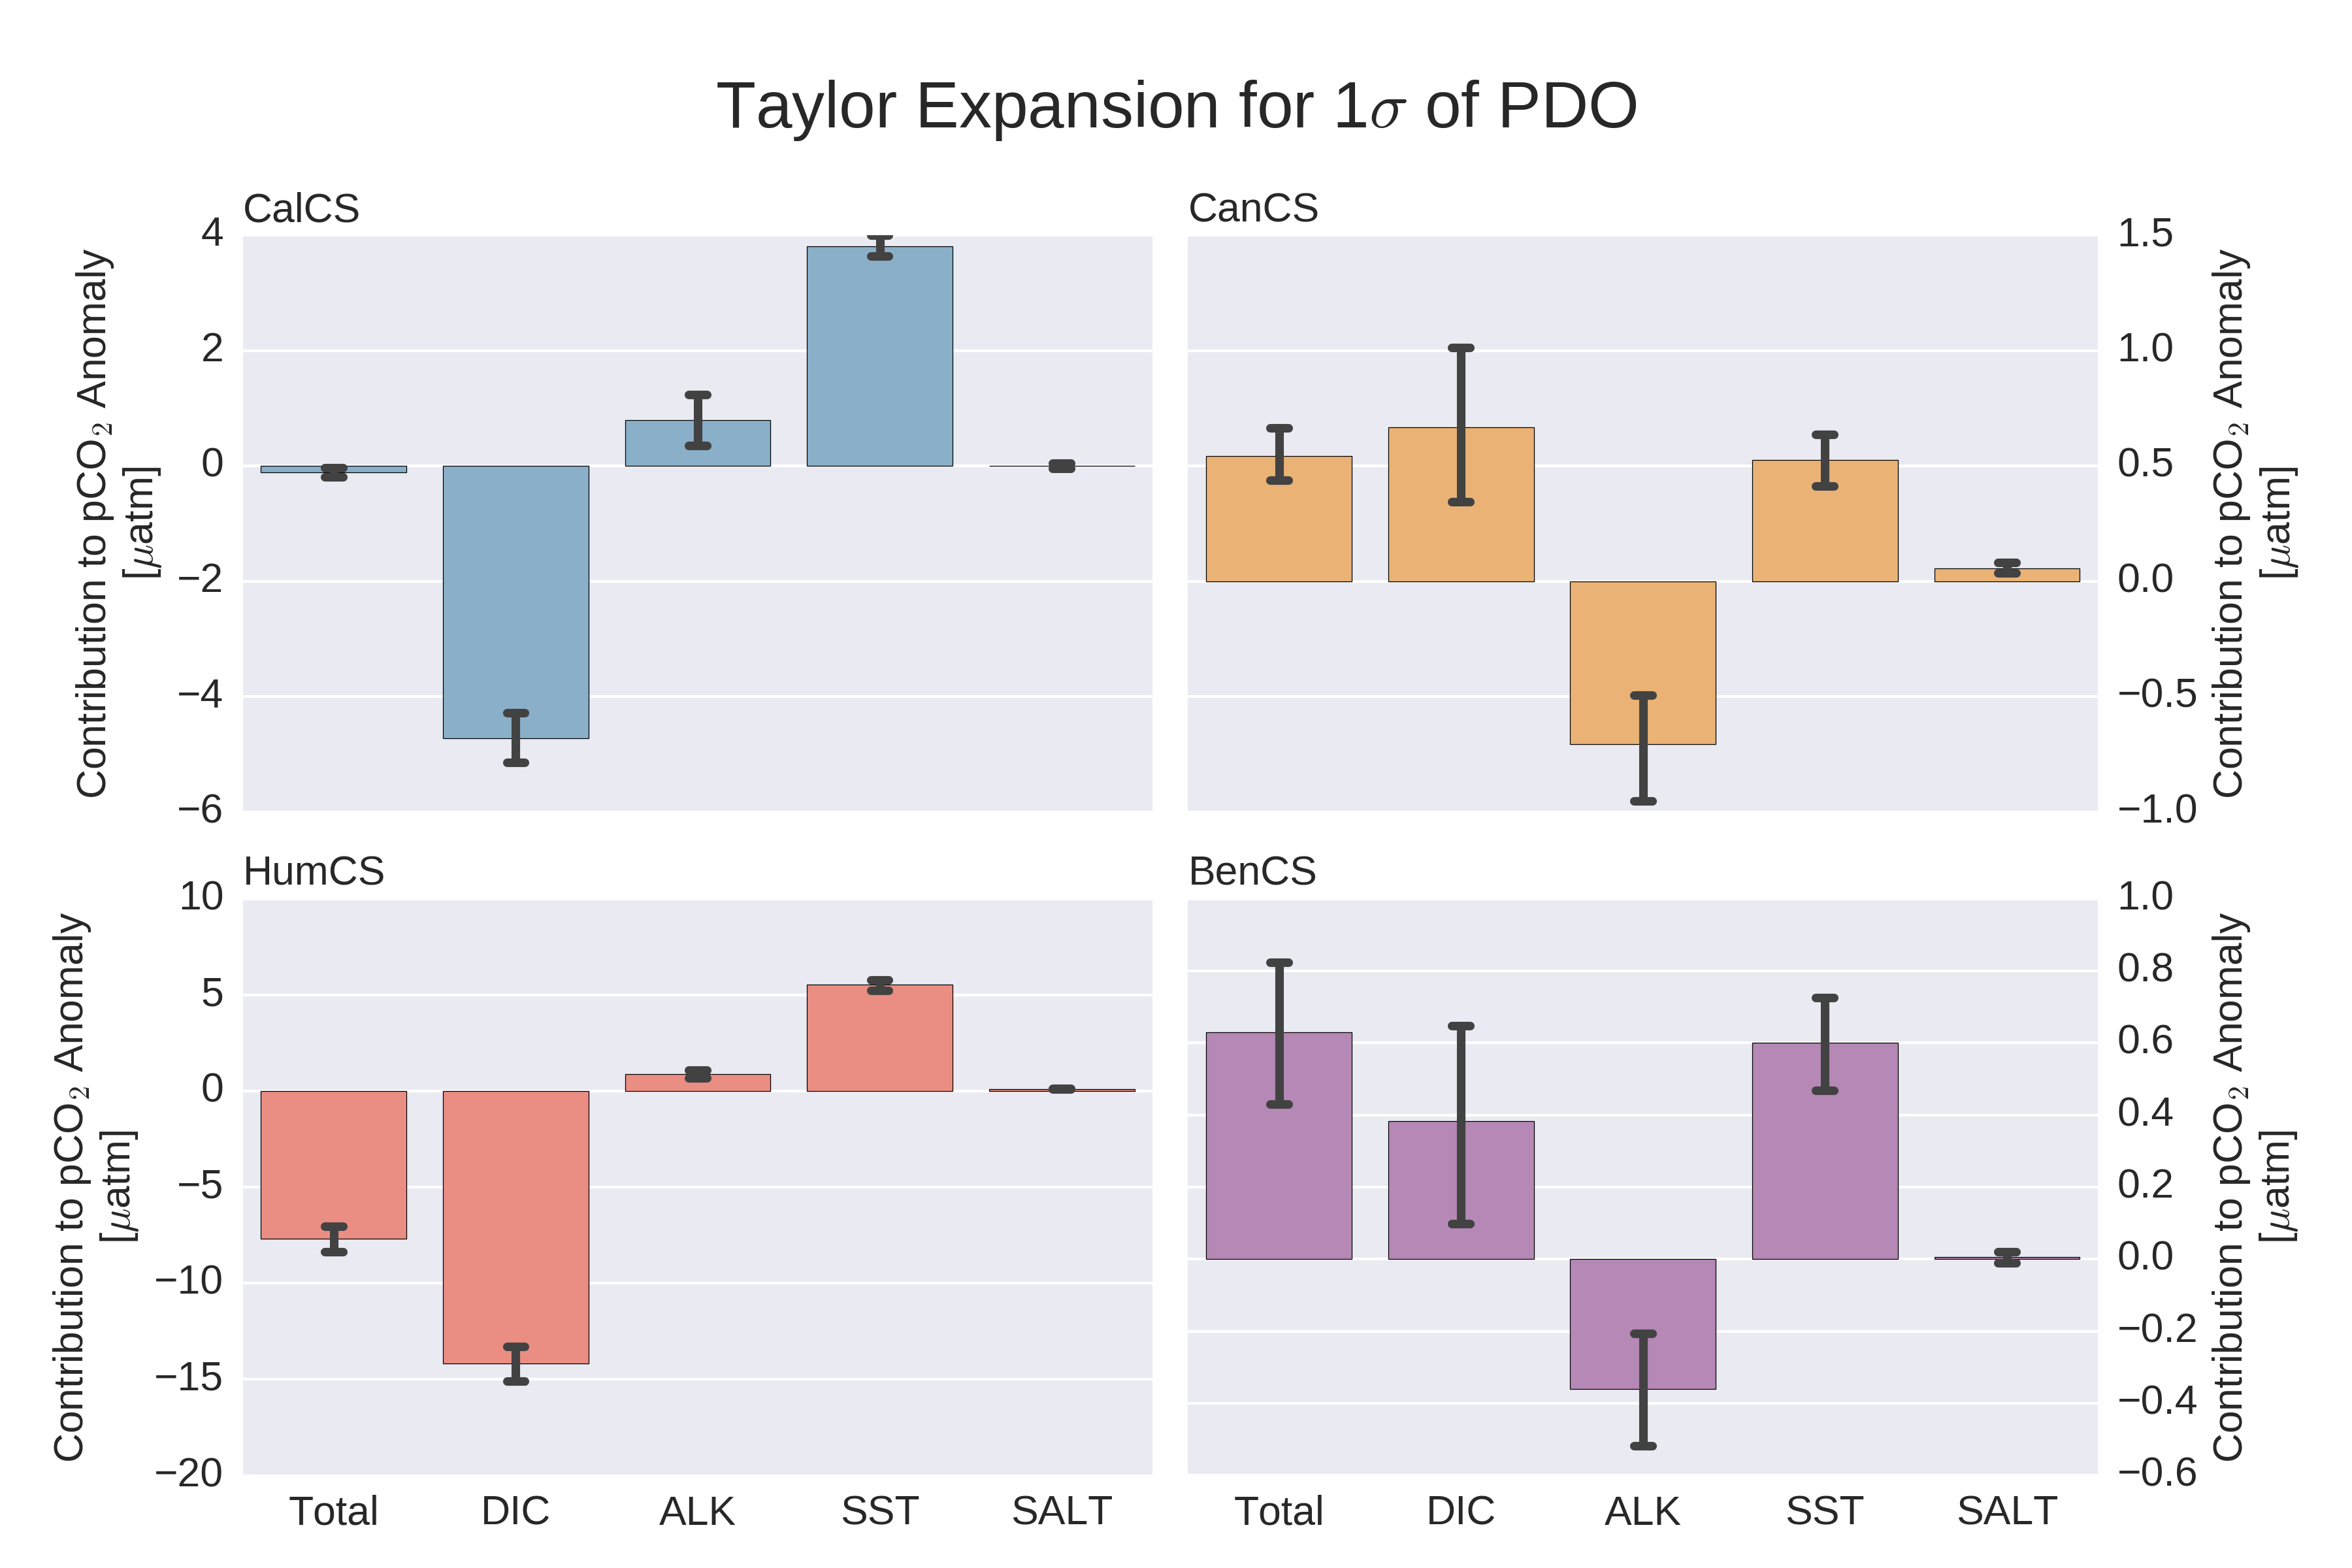 Taylor Expansion for 1σ of PDO
CalCS
CanCS
4
2
0
−2
−4
−6
Contribution to pCO₂ Anomaly
[μatm]
1.5
1.0
0.5
0.0
−0.5
−1.0
Contribution to pCO₂ Anomaly
[μatm]
HumCS
BenCS
10
5
0
−5
−10
−15
−20
Contribution to pCO₂ Anomaly
[μatm]
1.0
0.8
0.6
0.4
0.2
0.0
−0.2
−0.4
−0.6
Contribution to pCO₂ Anomaly
[μatm]
Total DIC ALK SST SALT
Total DIC ALK SST SALT